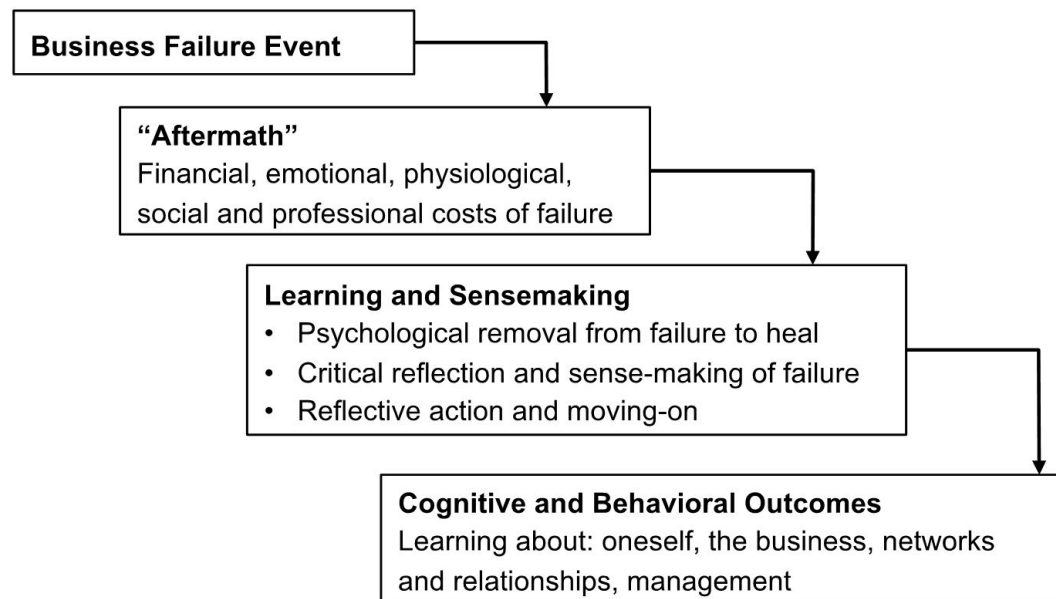 Business Failure Event
“Aftermath”
Financial, emotional, physiological,
social and professional costs of failure
Learning and Sensemaking
• Psychological removal from failure to heal
• Critical reflection and sense-making of failure
• Reflective action and moving-on
Cognitive and Behavioral Outcomes
Learning about: oneself, the business, networks
and relationships, management